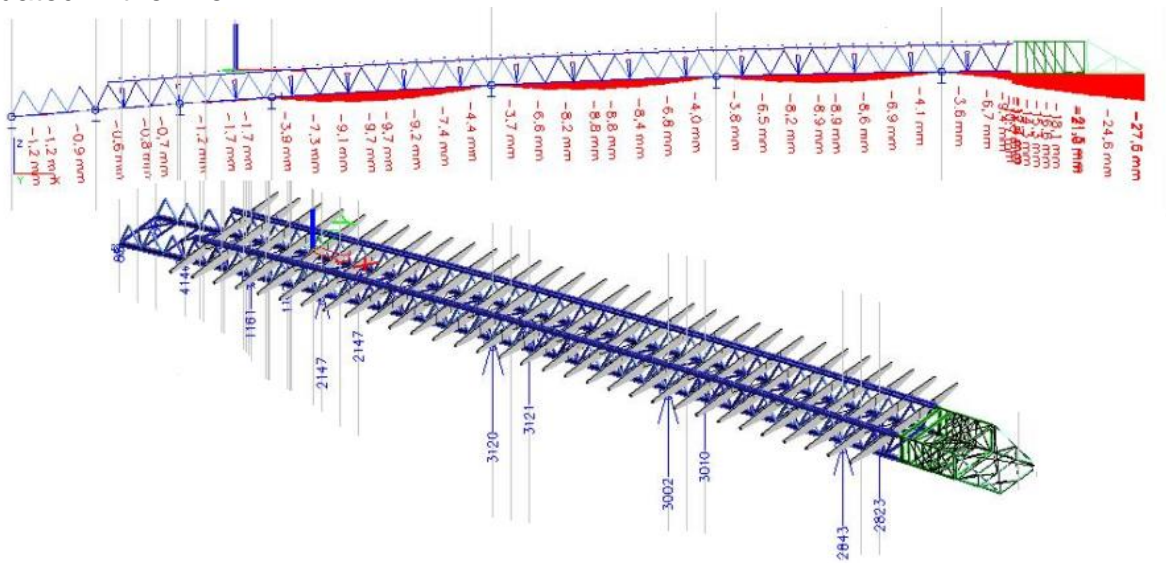 -1,2 mm
-1,2 mm
-0,9 mm
-0,6 mm
-0,8 mm
-0,7 mm
-1,2 mm
-1,7 mm
-1,7 mm
-3,9 mm
-7,3 mm
-9,1 mm
-9,7 mm
-9,7 mm
-9,2 mm
-7,4 mm
-4,4 mm
-3,7 mm
-6,6 mm
-8,2 mm
-8,8 mm
-8,8 mm
-8,4 mm
-6,8 mm
-4,0 mm
-3,8 mm
-6,5 mm
-8,2 mm
-8,9 mm
-8,9 mm
-8,6 mm
-6,9 mm
-4,1 mm
-3,6 mm
-6,7 mm
-24,6 mm
-27,5 mm
Z
Y
X
1161
2147
2147
3120
3121
3002
3010
2843
2823